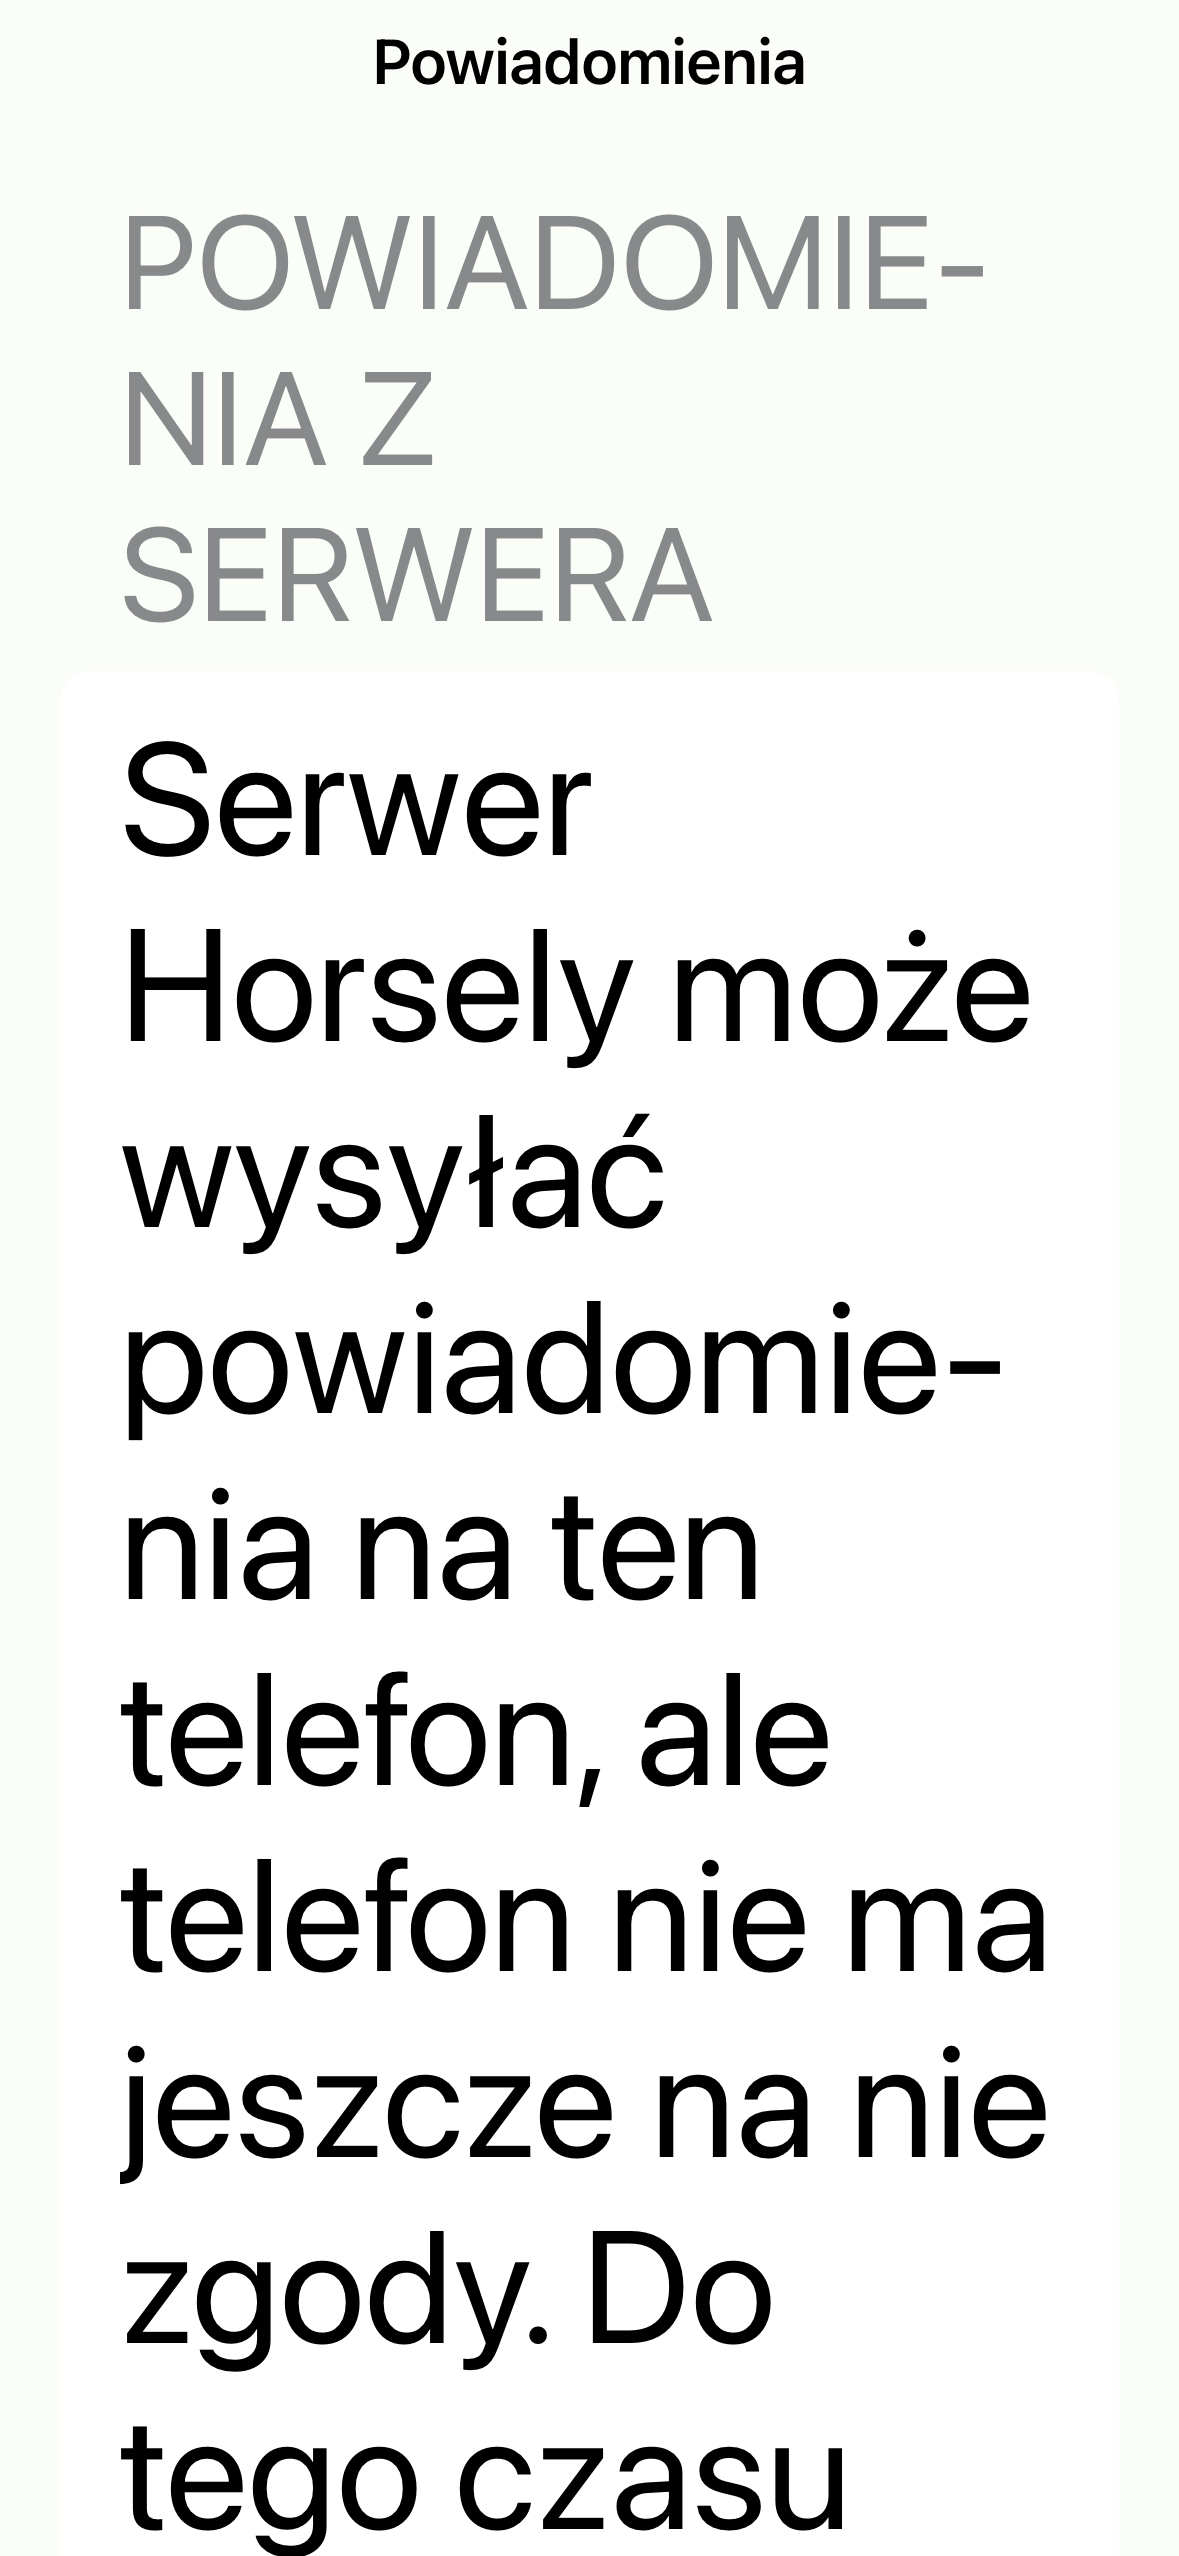 Powiadomienia
POWIADOMIE-
NIA Z
SERWERA
Serwer
Horsely może
wysyłać
powiadomie-
nia na ten
telefon, ale
telefon nie ma
jeszcze na nie
zgody. Do
tego czasu